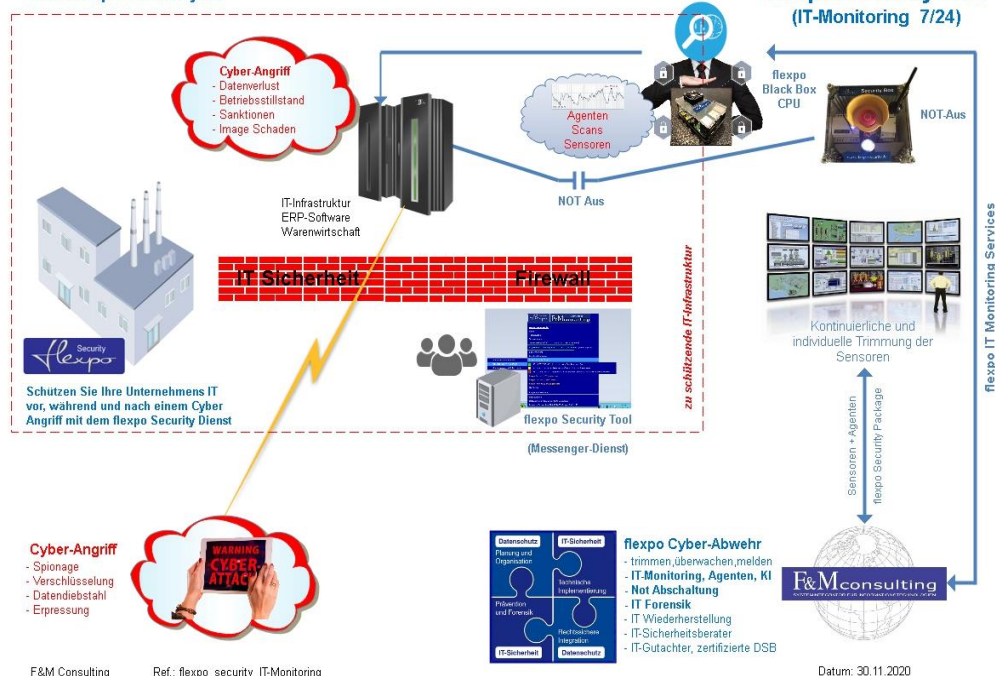 (IT-Monitoring 7/24)
Cyber-Angriff
- Datenverlust
- Betriebsstillstand
- Sanktionen
- Image Schaden
Agenten
Scans
Sensoren
flexpo
Black Box
CPU
Security Box
NOT-Aus
NOT Aus
IT-Infrastruktur
ERP-Software
Warenwirtschaft
IT Sicherheit
Firewall
zu schützende IT-Infrastruktur
flexpo IT Monitoring Services
Kontinuierliche und
individuelle Trimmung der
Sensoren
Security
flexpo
Schützen Sie Ihre Unternehmens IT
vor, während und nach einem Cyber
Angriff mit dem flexpo Security Dienst
F&M consulting
flexpo Security Tool
(Messenger-Dienst)
Sensoren + Agenten
flexpo Security Package
Cyber-Angriff
- Spionage
- Verschlüsselung
- Datendiebstahl
- Erpressung
WARNING
CYBER-
ATTACK
Datenschutz
IT-Sicherheit
Planung und
Organisation
Technische
Implementierung
Prävention
und Forensik
Rechtssichere
Integration
IT-Sicherheit
Datenschutz
flexpo Cyber-Abwehr
- trimmen,überwachen,melden
- IT-Monitoring, Agenten, KI
- Not Abschaltung
- IT Forensik
- IT Wiederherstellung
- IT-Sicherheitsberater
- IT-Gutachter, zertifizierte DSB
F&Mconsulting
SYSTEMINTEGRATOR FÜR INFORMATIONSTECHNOLOGIEN
F&M Consulting
Ref.: flexpo_security_IT-Monitoring
Datum: 30.11.2020